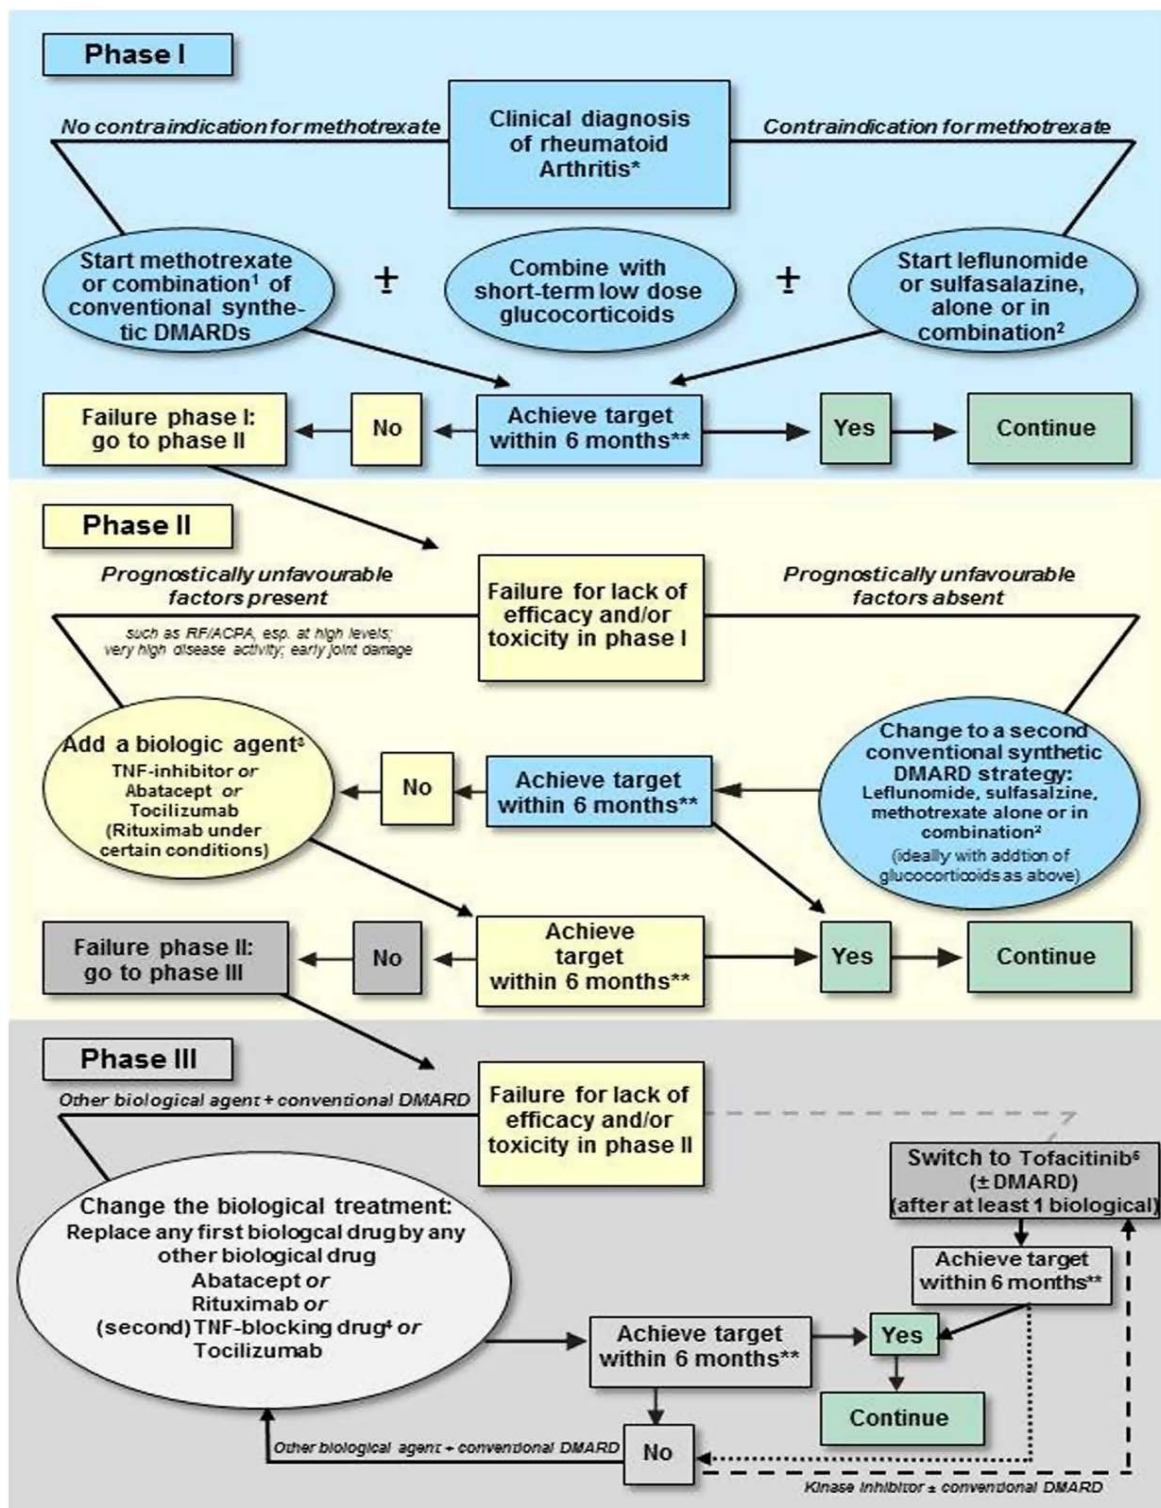 Phase I
No contraindication for methotrexate
Clinical diagnosis
of rheumatoid
Arthritis*
Contraindication for methotrexate
Start methotrexate
or combination¹ of
conventional synthe-
tic DMARDs
±
Combine with
short-term low dose
glucocorticoids
±
Start leflunomide
or sulfasalazine,
alone or in
combination²
Failure phase I:
go to phase II
No
Achieve target
within 6 months**
Yes
Continue
Phase II
Prognostically unfavourable
factors present
such as RF/ACPA, esp. at high levels;
very high disease activity; early joint damage
Failure for lack of
efficacy and/or
toxicity in phase I
Prognostically unfavourable
factors absent
Add a biologic agent³
TNF-inhibitor or
Abatacept or
Tocilizumab
(Rituximab under
certain conditions)
No
Achieve target
within 6 months**
Change to a second
conventional synthetic
DMARD strategy:
Leflunomide, sulfasalzine,
methotrexate alone or in
combination²
(ideally with addtion of
glucocorticoids as above)
Failure phase II:
go to phase III
No
Achieve
target
within 6 months**
Yes
Continue
Phase III
Other biological agent + conventional DMARD
Failure for lack of
efficacy and/or
toxicity in phase II
Switch to Tofacitinib⁶
(± DMARD)
(after at least 1 biological)
Change the biological treatment:
Replace any first biologcal drug by any
other biological drug
Abatacept or
Rituximab or
(second) TNF-blocking drug⁴ or
Tocilizumab
Achieve target
within 6 months**
Achieve target
within 6 months**
Yes
Continue
No
Other biological agent + conventional DMARD
Kinase inhibitor ± conventional DMARD